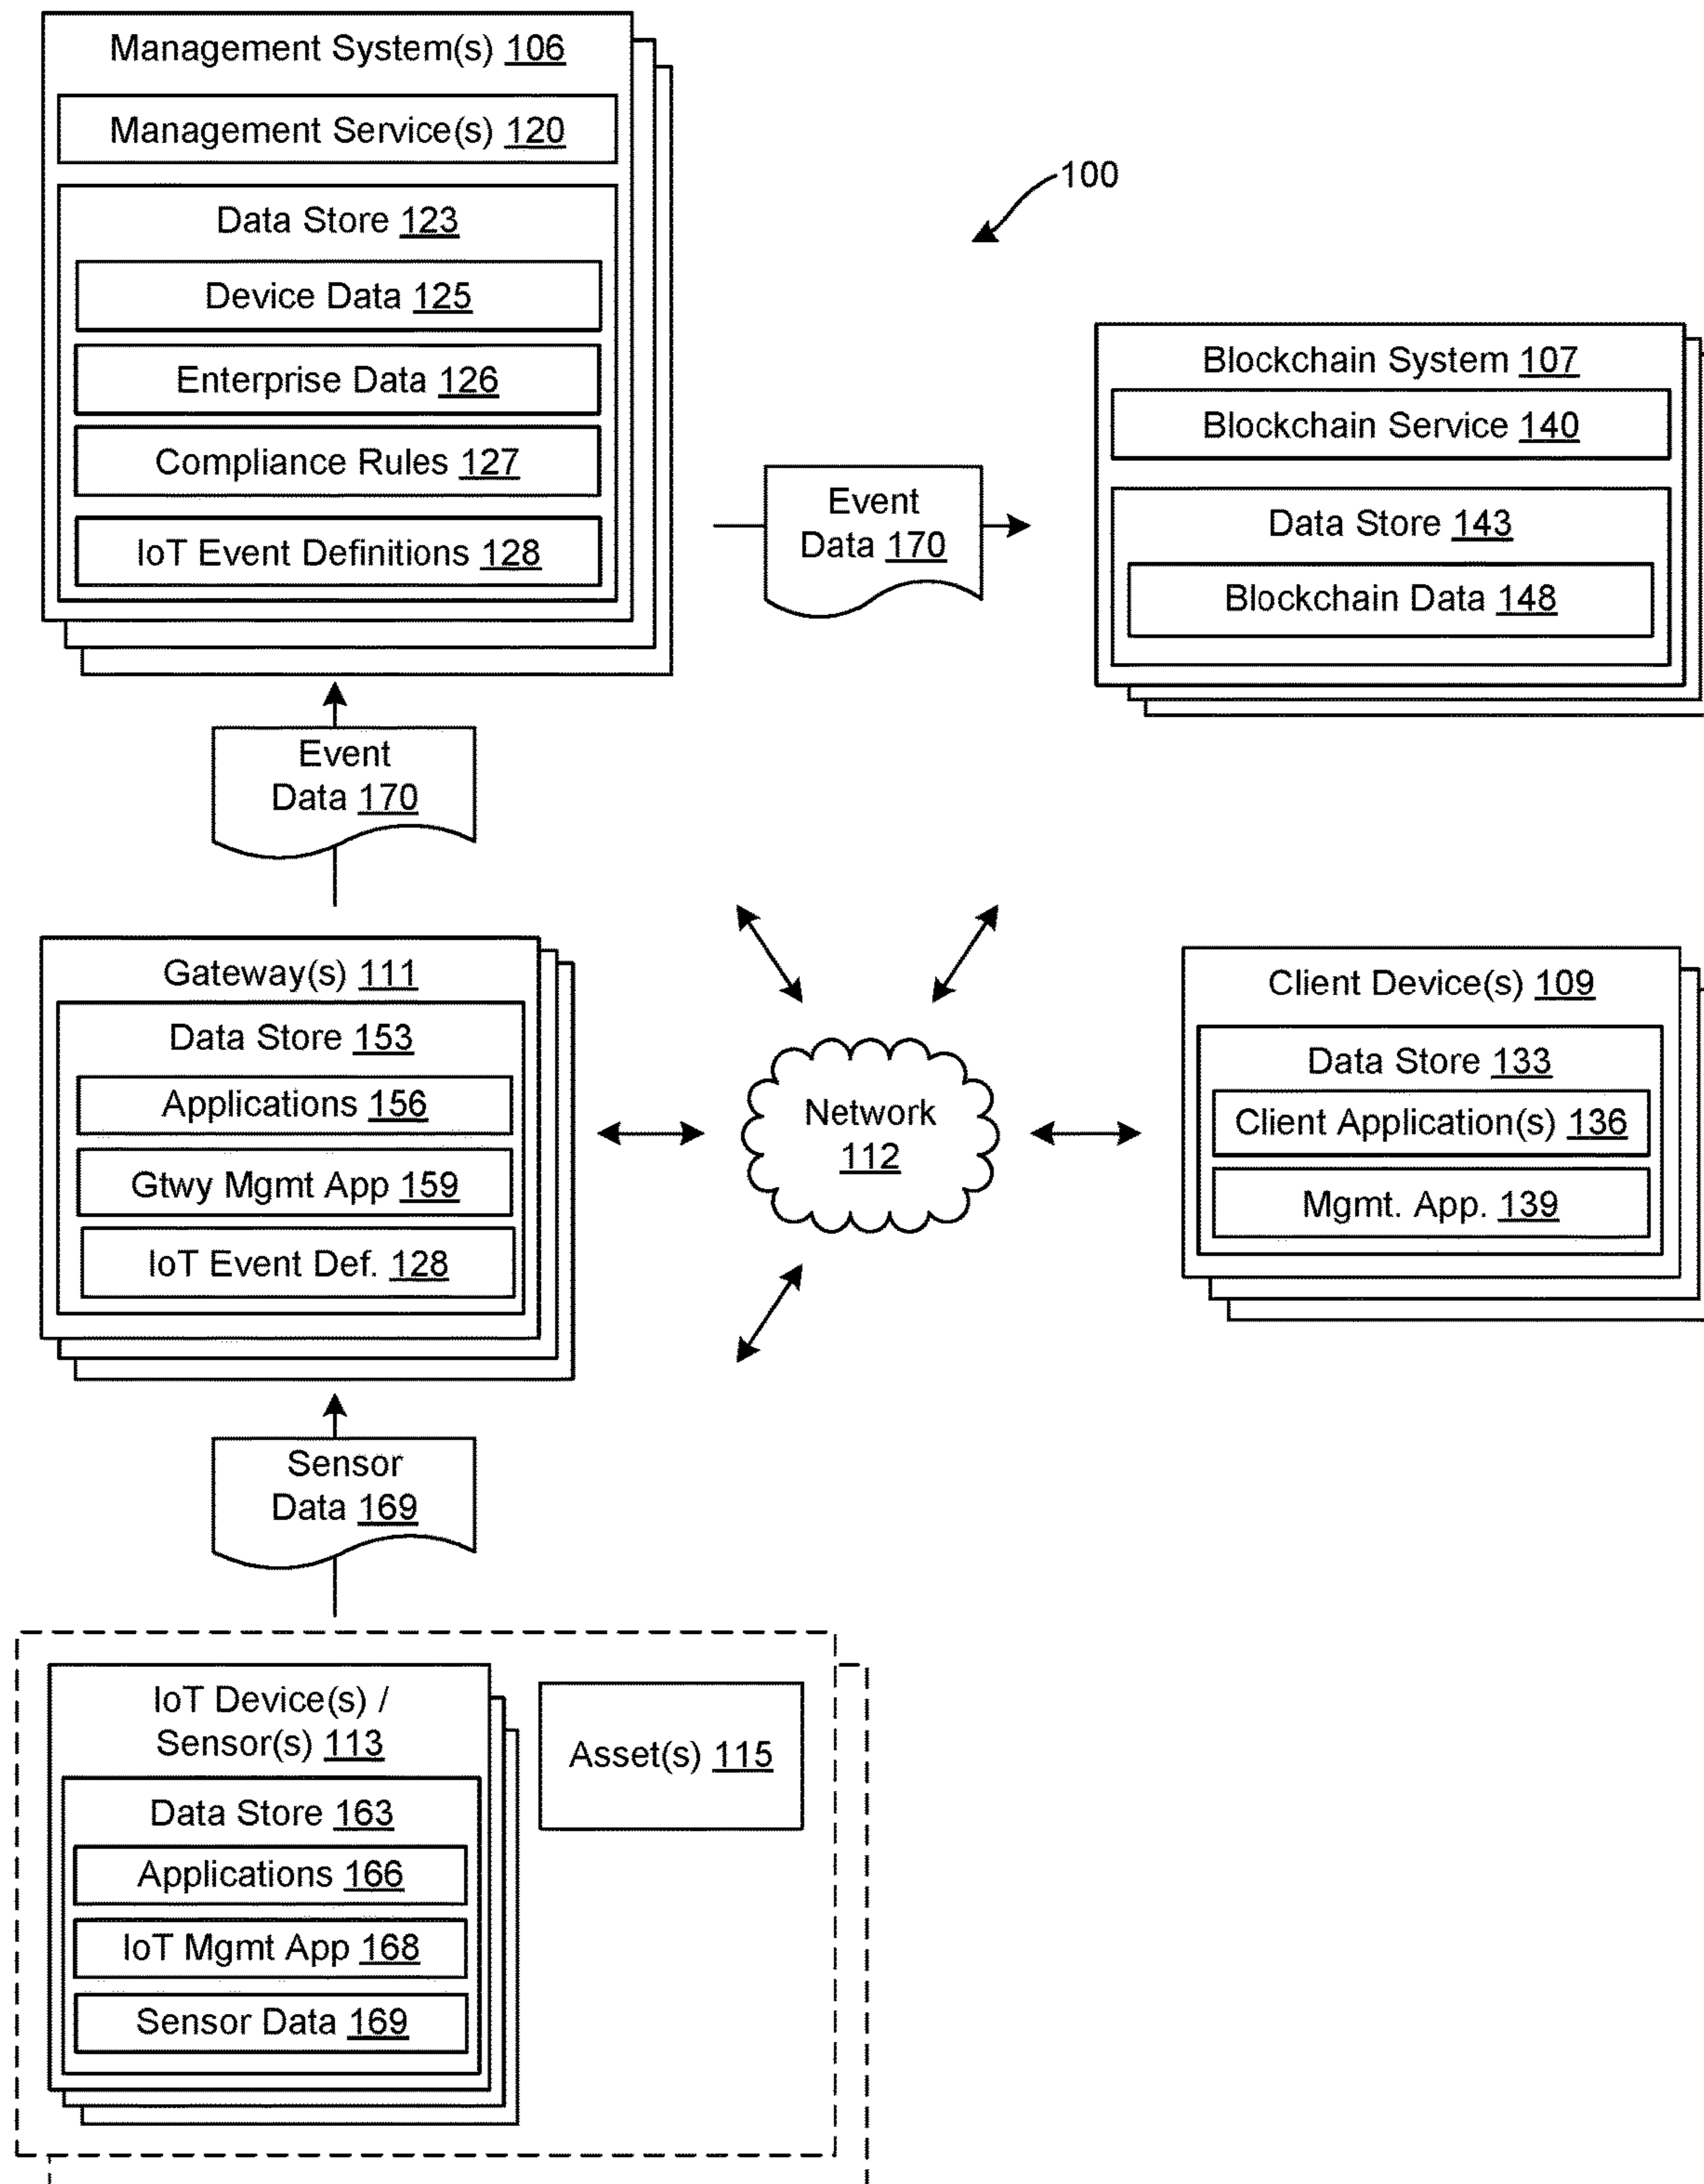 Management System(s) 106
Management Service(s) 120
Data Store 123
Device Data 125
Enterprise Data 126
Compliance Rules 127
IoT Event Definitions 128
100
Blockchain System 107
Blockchain Service 140
Data Store 143
Blockchain Data 148
Event
Data 170
Event
Data 170
Gateway(s) 111
Data Store 153
Applications 156
Gtwy Mgmt App 159
IoT Event Def. 128
Network
112
Client Device(s) 109
Data Store 133
Client Application(s) 136
Mgmt. App. 139
Sensor
Data 169
IoT Device(s) /
Sensor(s) 113
Data Store 163
Applications 166
IoT Mgmt App 168
Sensor Data 169
Asset(s) 115